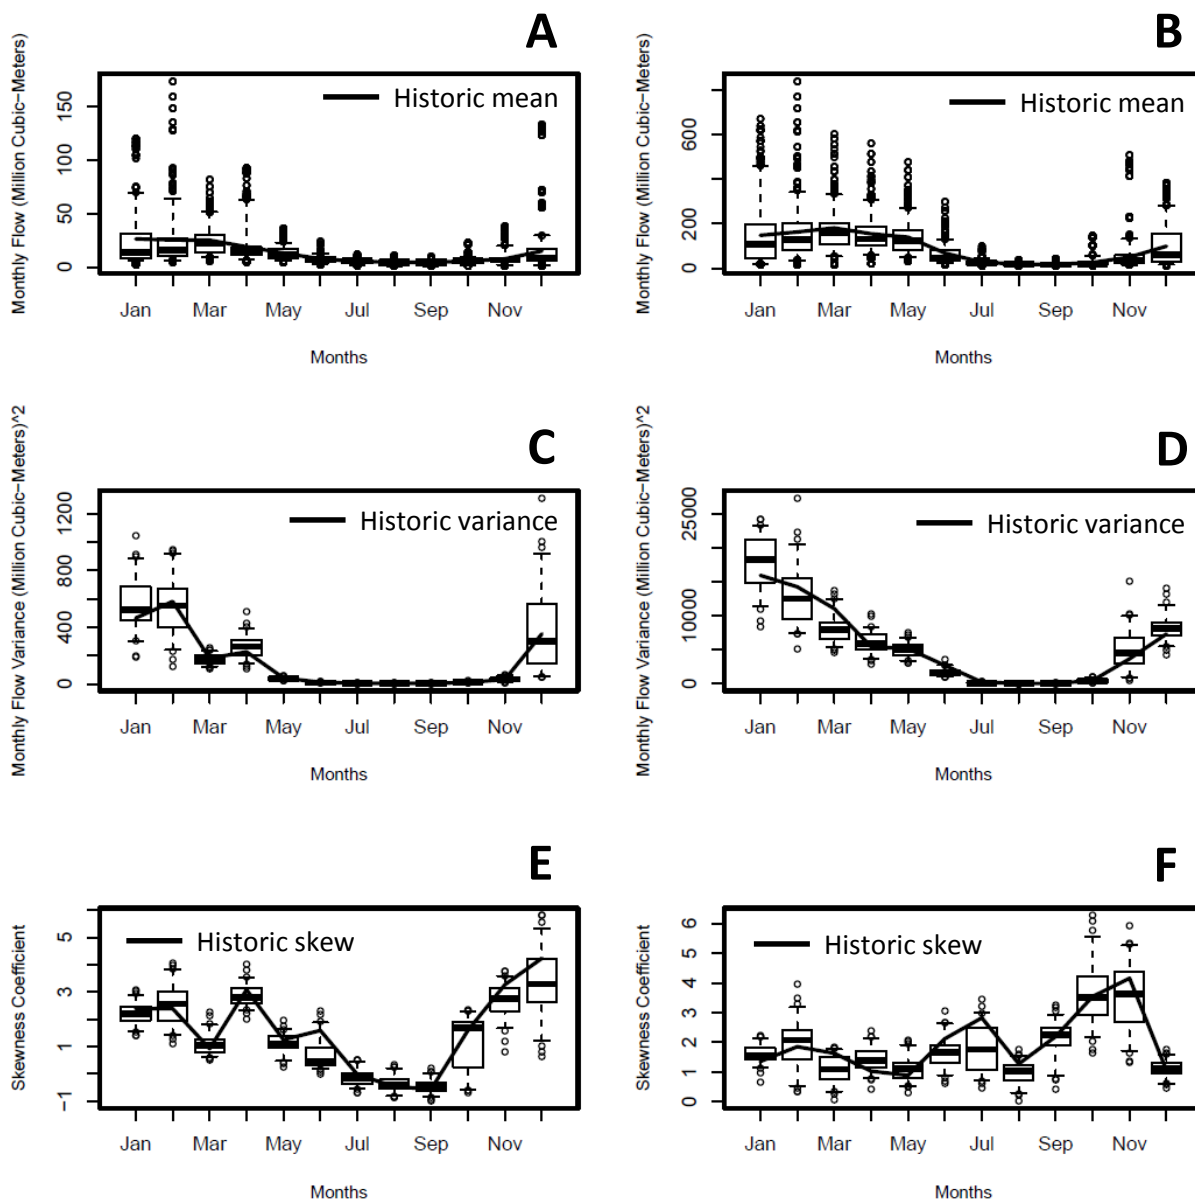 A
Monthly Flow (Million Cubic−Meters)
Historic mean
150
100
50
0
Jan Mar May Jul Sep Nov
Months
B
Monthly Flow (Million Cubic−Meters)
Historic mean
600
200
0
Jan Mar May Jul Sep Nov
Months
C
Monthly Flow Variance (Million Cubic−Meters)^2
Historic variance
1200
800
400
0
Jan Mar May Jul Sep Nov
Months
D
Monthly Flow Variance (Million Cubic−Meters)^2
Historic variance
25000
10000
0
Jan Mar May Jul Sep Nov
Months
E
Skewness Coefficient
Historic skew
5
3
1
−1
Jan Mar May Jul Sep Nov
Months
F
Skewness Coefficient
Historic skew
6
5
4
3
2
1
0
Jan Mar May Jul Sep Nov
Months